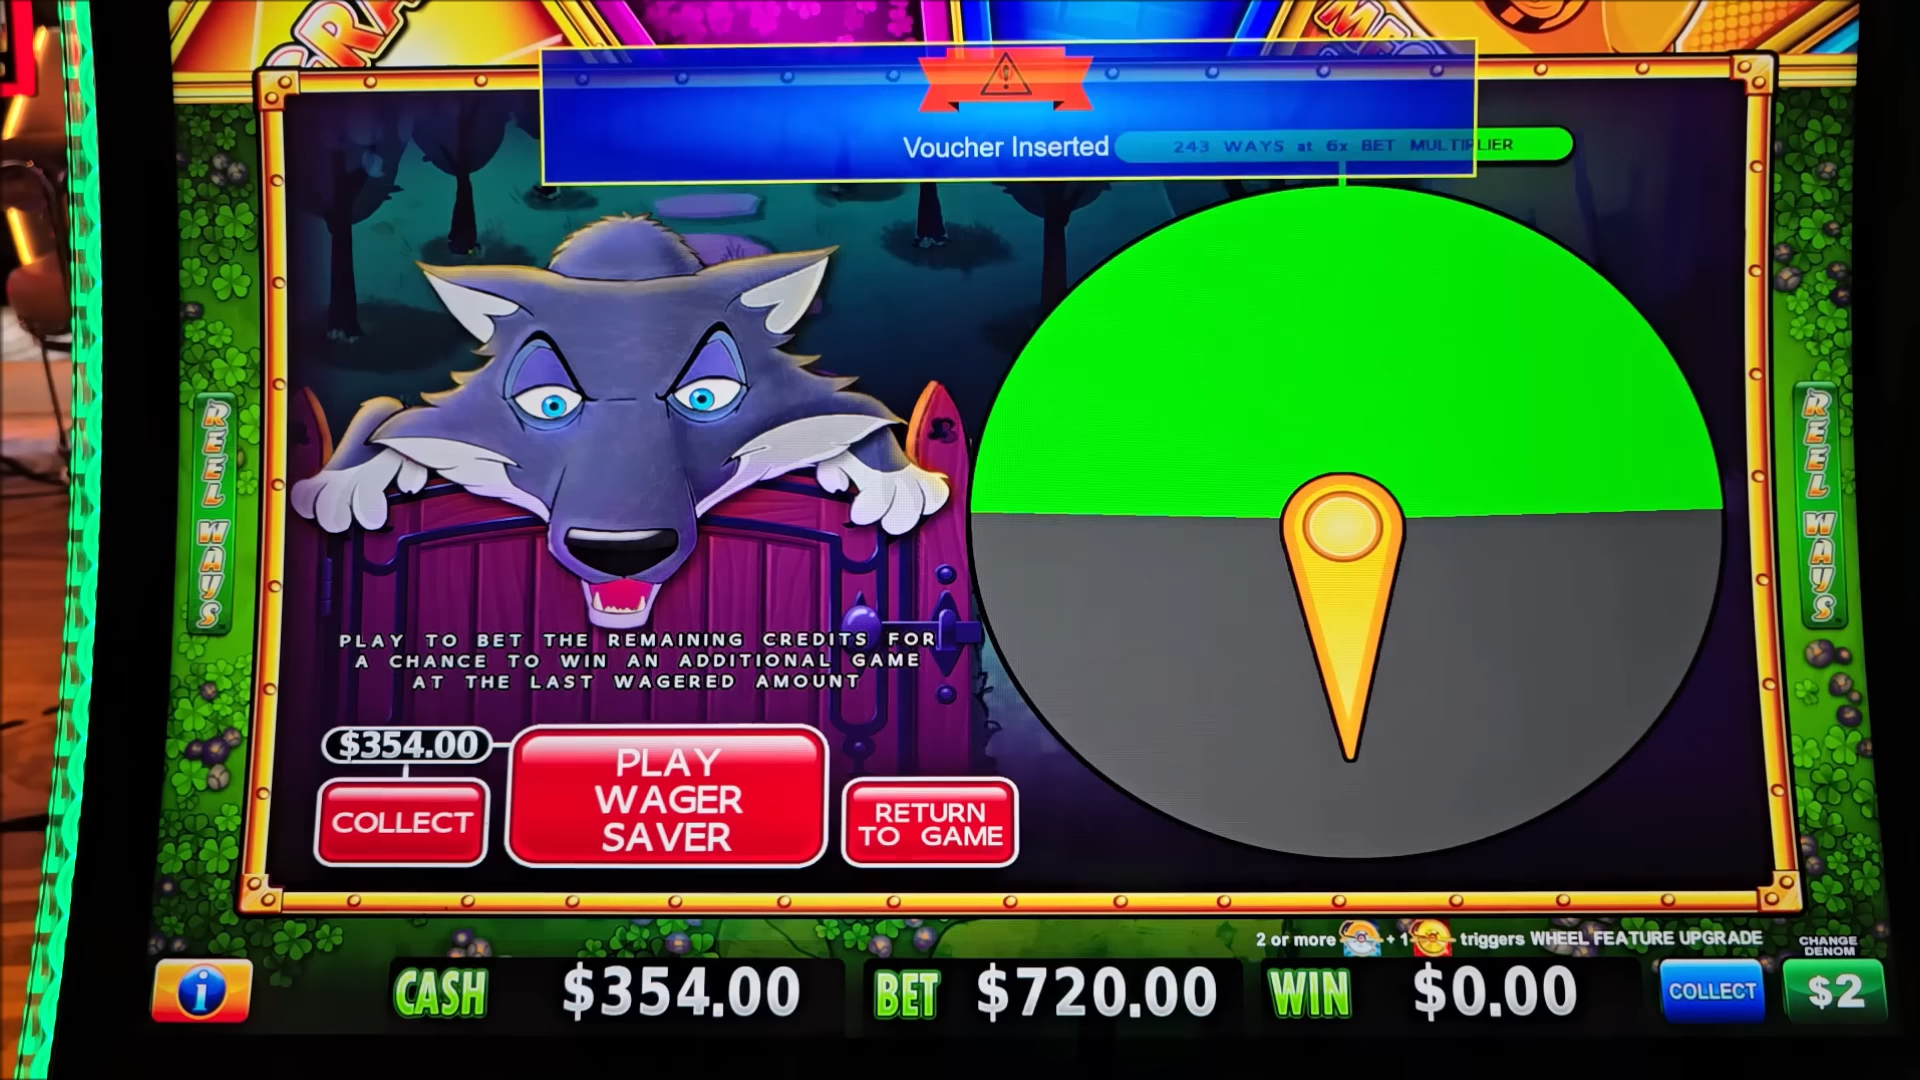 Voucher Inserted
243 WAYS at 6x BET MULTIPLIER
REEL WAYS
REEL WAYS
PLAY TO BET THE REMAINING CREDITS FOR
A CHANCE TO WIN AN ADDITIONAL GAME
AT THE LAST WAGERED AMOUNT
$354.00
COLLECT
PLAY
WAGER
SAVER
RETURN
TO GAME
2 or more + 1 triggers WHEEL FEATURE UPGRADE
CHANGE
DENOM
i
CASH $354.00
BET $720.00
WIN $0.00
COLLECT
$2